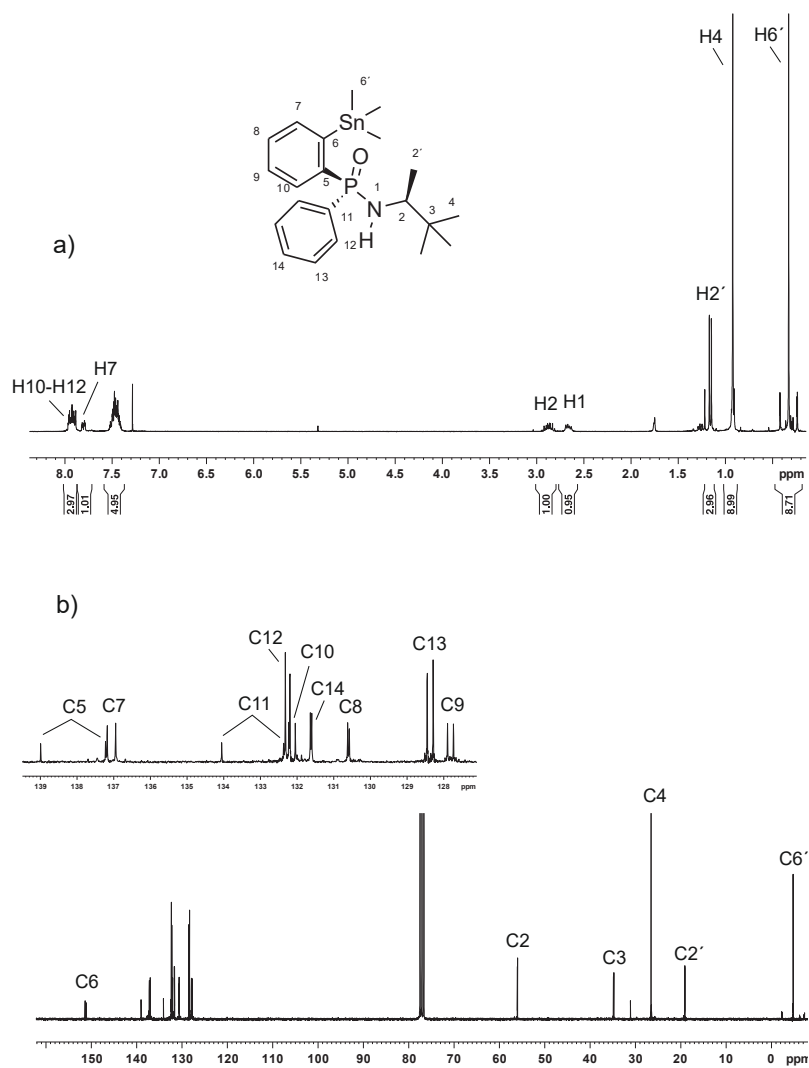 H4
H6´
6´
7
Sn
8
6
O
2´
9
5
P
1
4
10
N
2
3
11
H
12
14
13
a)
H2´
H7
H10-H12
H2
H1
8.0 7.5 7.0 6.5 6.0 5.5 5.0 4.5 4.0 3.5 3.0 2.5 2.0 1.5 1.0 ppm
2.97 1.01 4.95 1.00 0.95 2.96 8.99 8.71
b)
C12
C10
C13
C5
C7
C11
C14
C8
C9
139 138 137 136 135 134 133 132 131 130 129 128 ppm
C4
C6´
C2
C3
C2´
C6
150 140 130 120 110 100 90 80 70 60 50 40 30 20 10 0 ppm